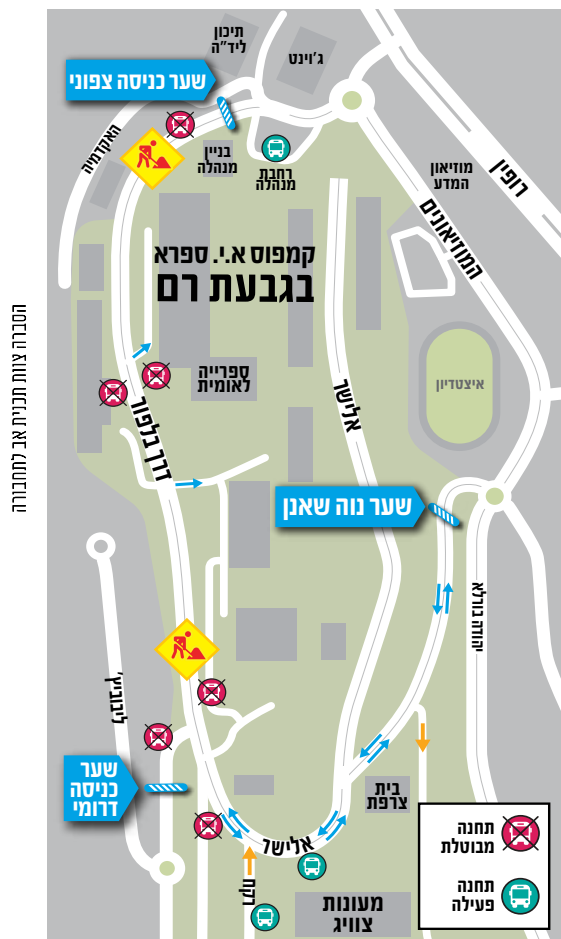 תיכון
ליד"ה
ג'וינט
שער כניסה צפוני
האקדמיה
בניין
מנהלה
רחבת
מנהלה
מוזיאון
המדע
רופין
המוזיאונים
קמפוס א.י. ספרא
בגבעת רם
ספרייה
לאומית
אלישר
איצטדיון
דרך בלפור
שער נוה שאנן
יהודה בורלא
ליבוביץ'
שער
כניסה
דרומי
בית
צרפת
אלישר
רקח
מעונות
צוויג
תחנה
מבוטלת
תחנה
פעילה
הסברה צוות תכנית אב לתחבורה